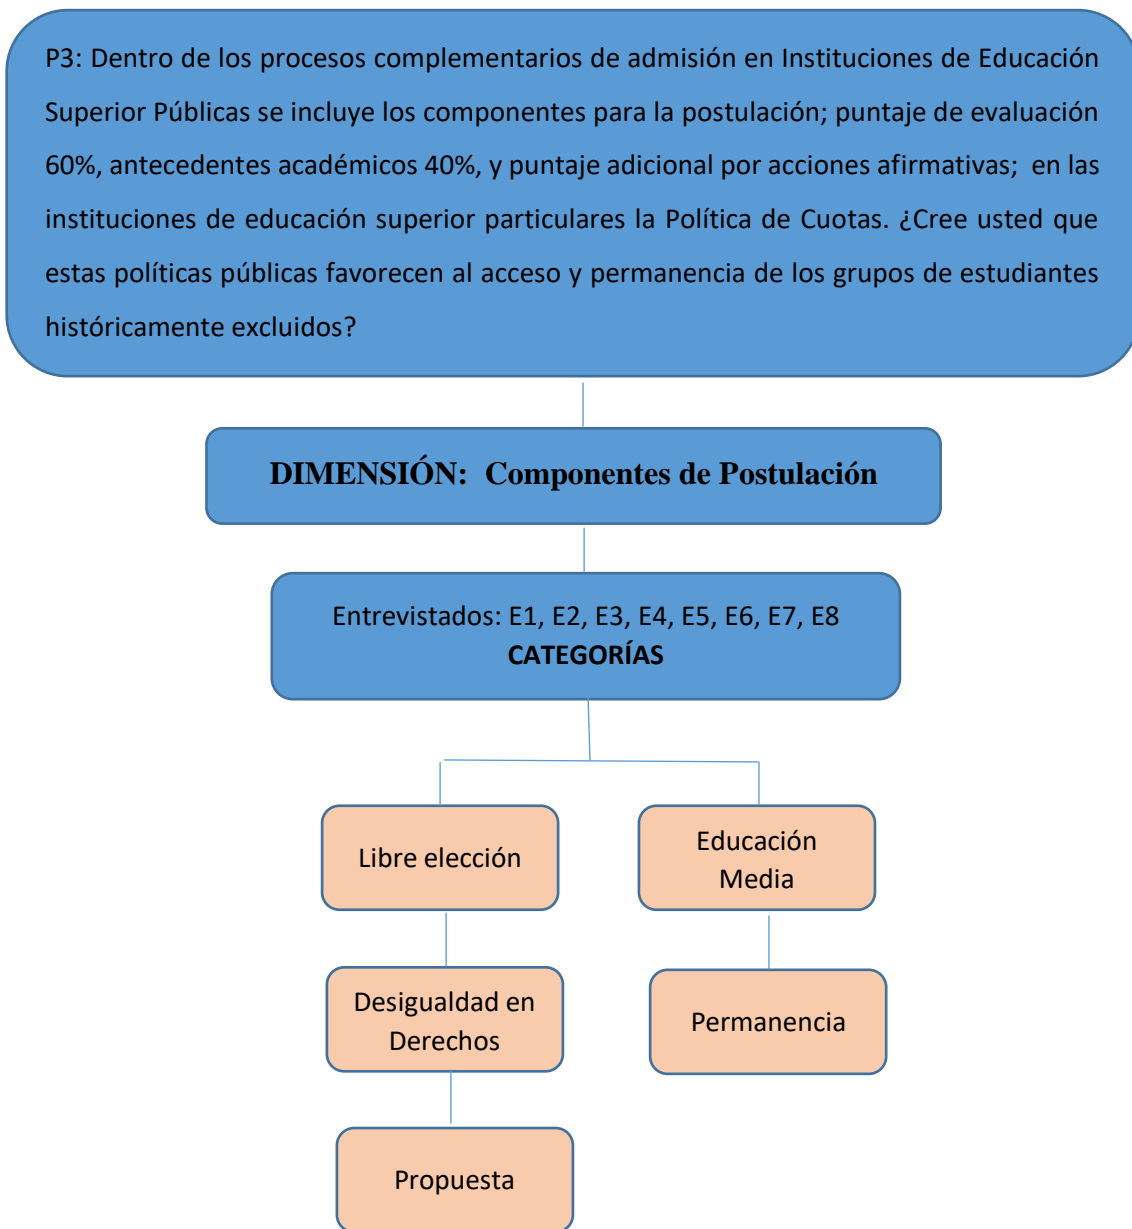 P3: Dentro de los procesos complementarios de admisión en Instituciones de Educación
Superior Públicas se incluye los componentes para la postulación; puntaje de evaluación
60%, antecedentes académicos 40%, y puntaje adicional por acciones afirmativas; en las
instituciones de educación superior particulares la Política de Cuotas. ¿Cree usted que
estas políticas públicas favorecen al acceso y permanencia de los grupos de estudiantes
históricamente excluidos?
DIMENSIÓN: Componentes de Postulación
Entrevistados: E1, E2, E3, E4, E5, E6, E7, E8
CATEGORÍAS
Libre elección
Educación
Media
Desigualdad en
Derechos
Permanencia
Propuesta